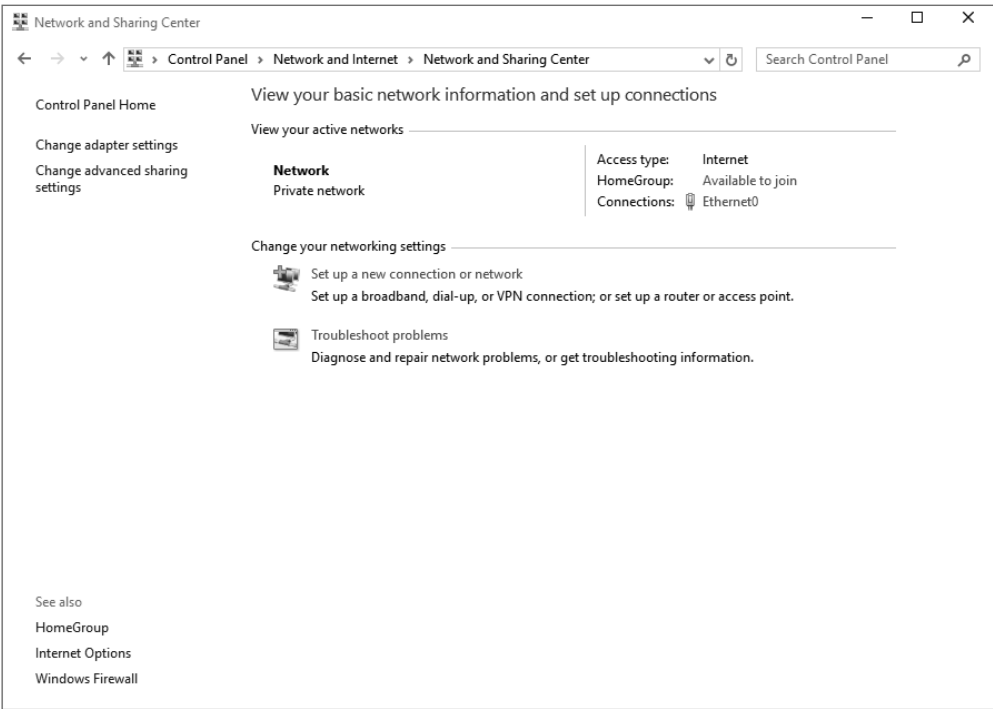 Network and Sharing Center
Control Panel > Network and Internet > Network and Sharing Center
Search Control Panel
Control Panel Home
Change adapter settings
Change advanced sharing
settings
View your basic network information and set up connections
View your active networks
Network
Private network
Access type: Internet
HomeGroup: Available to join
Connections: Ethernet0
Change your networking settings
Set up a new connection or network
Set up a broadband, dial-up, or VPN connection; or set up a router or access point.
Troubleshoot problems
Diagnose and repair network problems, or get troubleshooting information.
See also
HomeGroup
Internet Options
Windows Firewall